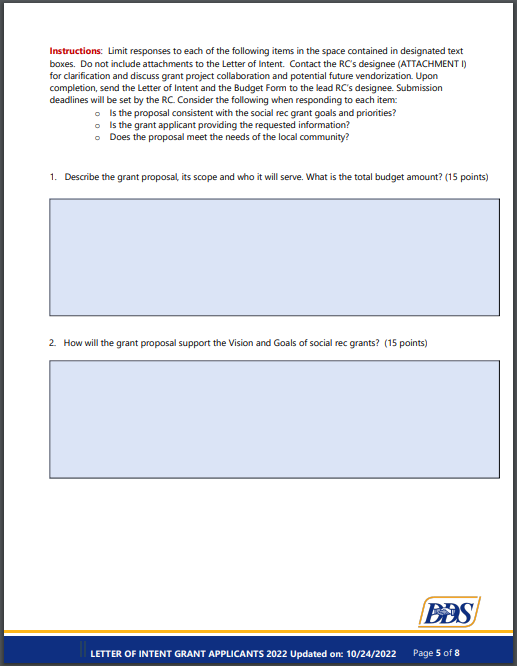 Instructions: Limit responses to each of the following items in the space contained in designated text
boxes. Do not include attachments to the Letter of Intent. Contact the RC's designee (ATTACHMENT I)
for clarification and discuss grant project collaboration and potential future vendorization. Upon
completion, send the Letter of Intent and the Budget Form to the lead RC's designee. Submission
deadlines will be set by the RC. Consider the following when responding to each item:
o Is the proposal consistent with the social rec grant goals and priorities?
o Is the grant applicant providing the requested information?
o Does the proposal meet the needs of the local community?
1. Describe the grant proposal, its scope and who it will serve. What is the total budget amount? (15 points)
2. How will the grant proposal support the Vision and Goals of social rec grants? (15 points)
DDS
LETTER OF INTENT GRANT APPLICANTS 2022 Updated on: 10/24/2022 Page 5 of 8